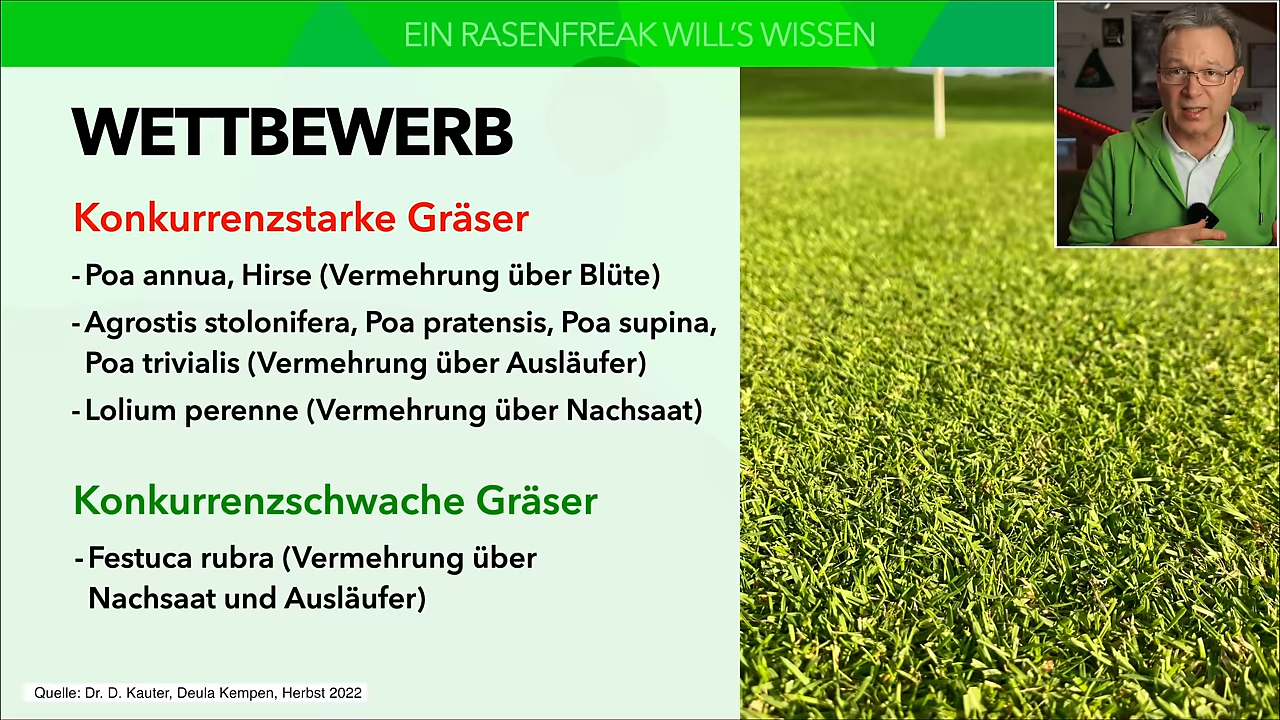 EIN RASENFREAK WILL'S WISSEN
WETTBEWERB
Konkurrenzstarke Gräser
- Poa annua, Hirse (Vermehrung über Blüte)
- Agrostis stolonifera, Poa pratensis, Poa supina,
Poa trivialis (Vermehrung über Ausläufer)
- Lolium perenne (Vermehrung über Nachsaat)
Konkurrenzschwache Gräser
- Festuca rubra (Vermehrung über
Nachsaat und Ausläufer)
Quelle: Dr. D. Kauter, Deula Kempen, Herbst 2022